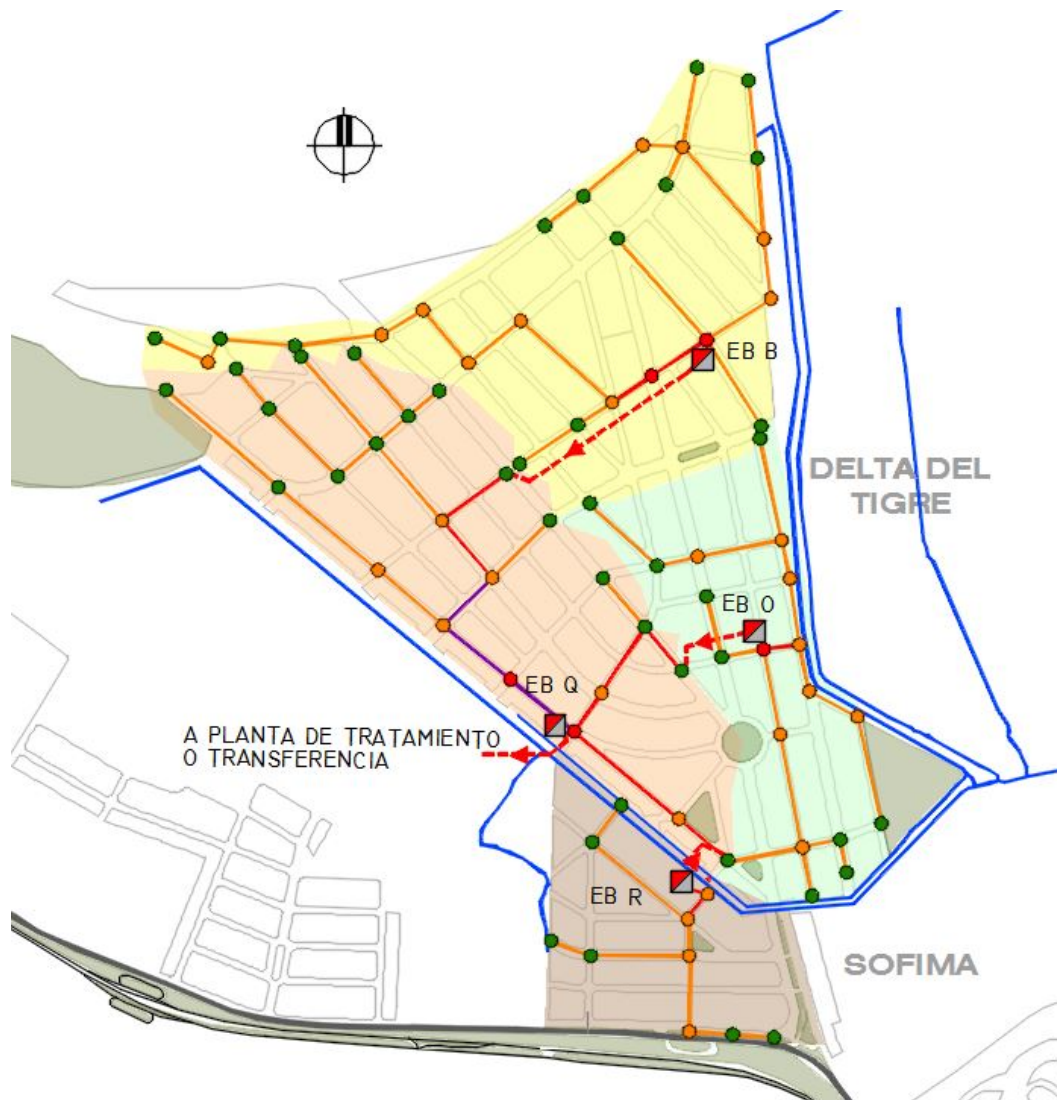 EB B
DELTA DEL
TIGRE
EB O
EB Q
A PLANTA DE TRATAMIENTO
O TRANSFERENCIA
EB R
SOFIMA